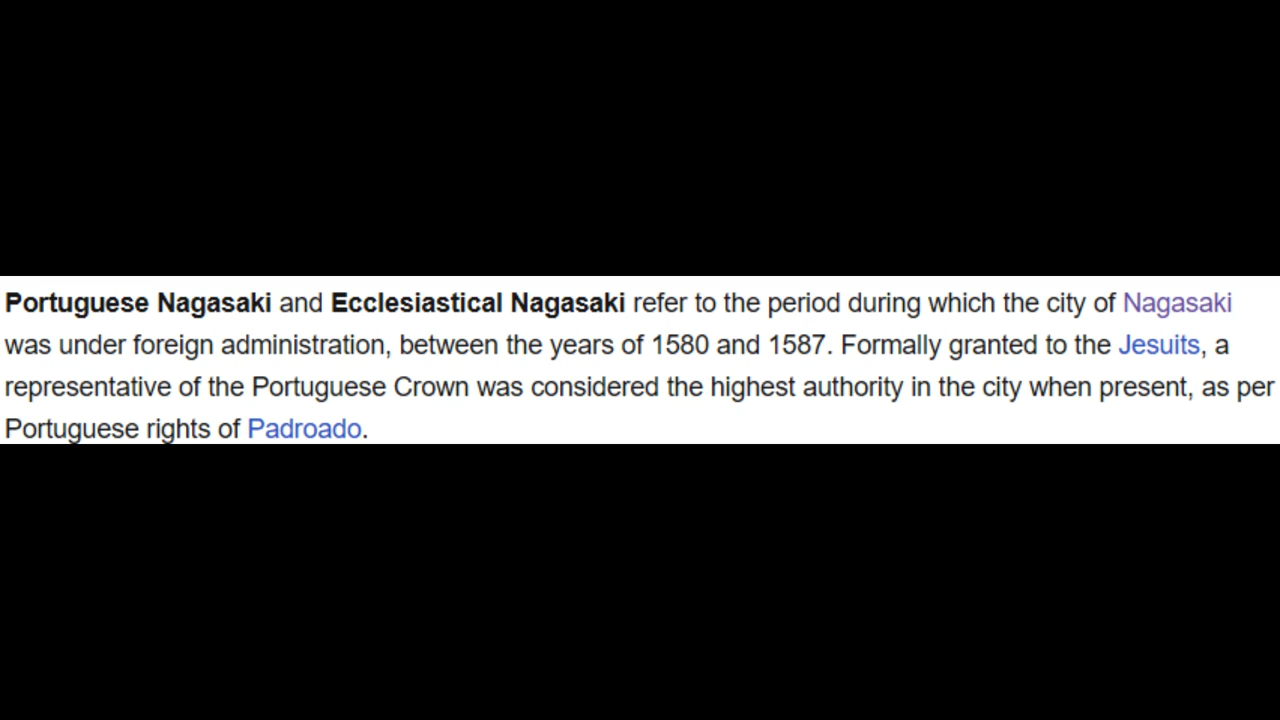 Portuguese Nagasaki and Ecclesiastical Nagasaki refer to the period during which the city of Nagasaki
was under foreign administration, between the years of 1580 and 1587. Formally granted to the Jesuits, a
representative of the Portuguese Crown was considered the highest authority in the city when present, as per
Portuguese rights of Padroado.